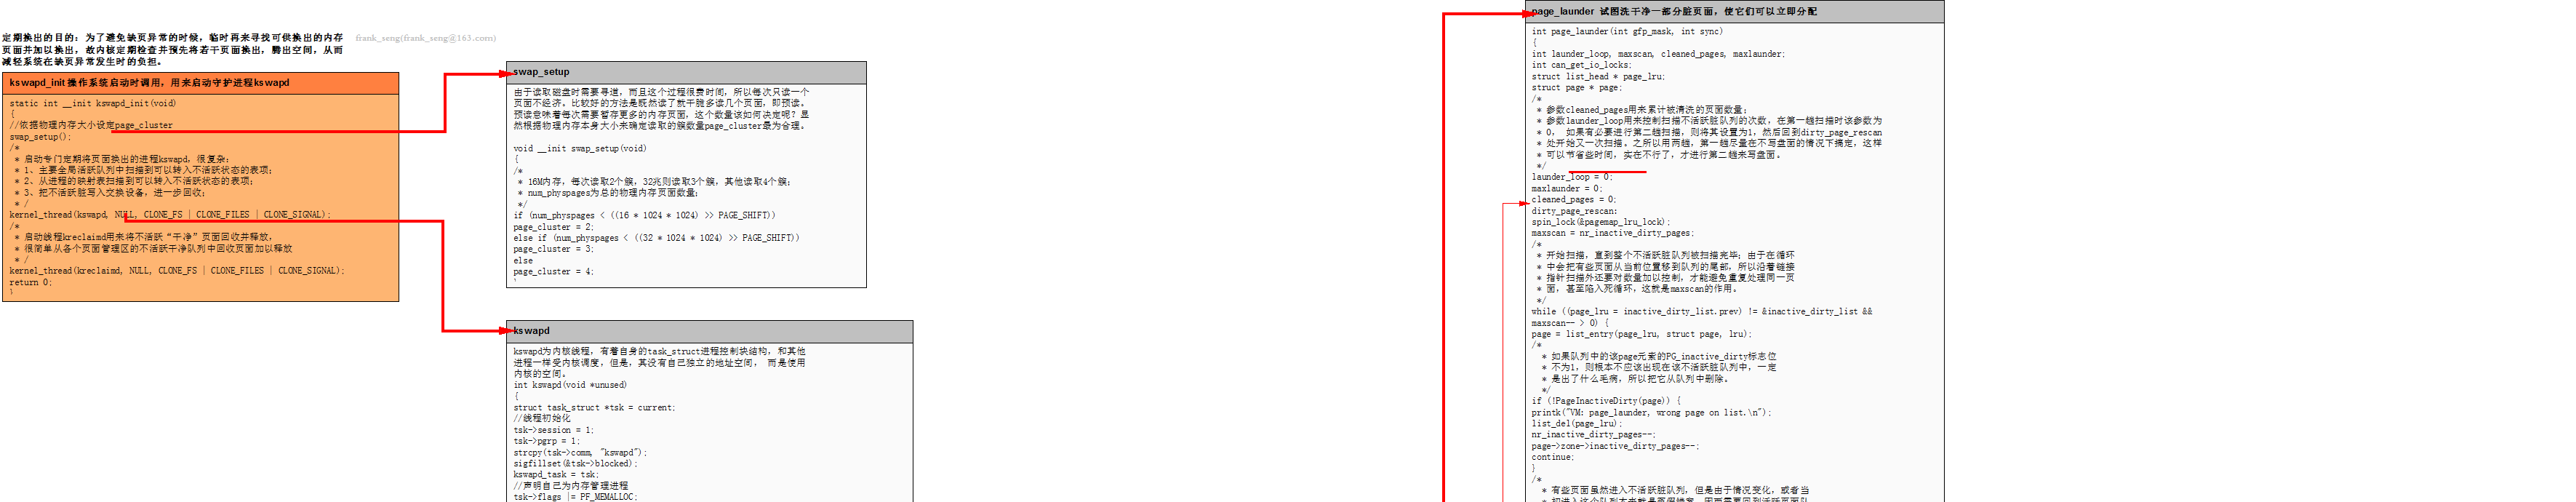 定期换出的目的：为了避免缺页异常的时候，临时再来寻找可供换出的内存
页面并加以换出，故内核定期检查并预先将若干页面换出，腾出空间，从而
减轻系统在缺页异常发生时的负担。
frank_seng(frank_seng@163.com)
kswapd_init 操作系统启动时调用，用来启动守护进程kswapd
static int __init kswapd_init(void)
{
//依据物理内存大小设定page_cluster
swap_setup();
/*
* 启动专门定期将页面换出的进程kswapd，很复杂：
* 1、主要全局活跃队列中扫描到可以转入不活跃状态的表项；
* 2、从进程的映射表扫描到可以转入不活跃状态的表项；
* 3、把不活跃脏写入交换设备，进一步回收；
* /
kernel_thread(kswapd, NULL, CLONE_FS | CLONE_FILES | CLONE_SIGNAL);
/*
* 启动线程kreclaimd用来将不活跃“干净”页面回收并释放，
* 很简单从各个页面管理区的不活跃干净队列中回收页面加以释放
* /
kernel_thread(kreclaimd, NULL, CLONE_FS | CLONE_FILES | CLONE_SIGNAL);
return 0;
}
swap_setup
由于读取磁盘时需要寻道，而且这个过程很费时间，所以每次只读一个
页面不经济。比较好的方法是既然读了就干脆多读几个页面，即预读。
预读意味着每次需要暂存更多的内存页面，这个数量该如何决定呢？显
然根据物理内存本身大小来确定读取的簇数量page_cluster最为合理。
void __init swap_setup(void)
{
/*
* 16M内存，每次读取2个簇，32兆则读取3个簇，其他读取4个簇；
* num_physpages为总的物理内存页面数量；
*/
if (num_physpages < ((16 * 1024 * 1024) >> PAGE_SHIFT))
page_cluster = 2;
else if (num_physpages < ((32 * 1024 * 1024) >> PAGE_SHIFT))
page_cluster = 3;
else
page_cluster = 4;
kswapd
kswapd为内核线程，有着自身的task_struct进程控制块结构，和其他
进程一样受内核调度，但是，其没有自己独立的地址空间， 而是使用
内核的空间。
int kswapd(void *unused)
{
struct task_struct *tsk = current;
//线程初始化
tsk->session = 1;
tsk->pgrp = 1;
strcpy(tsk->comm, "kswapd");
sigfillset(&tsk->blocked);
kswapd_task = tsk;
//声明自己为内存管理进程
tsk->flags |= PF_MEMALLOC;
page_launder 试图洗干净一部分脏页面，使它们可以立即分配
int page_launder(int gfp_mask, int sync)
{
int launder_loop, maxscan, cleaned_pages, maxlaunder;
int can_get_io_locks;
struct list_head * page_lru;
struct page * page;
/*
* 参数cleaned_pages用来累计被清洗的页面数量；
* 参数launder_loop用来控制扫描不活跃脏队列的次数，在第一趟扫描时该参数为
* 0， 如果有必要进行第二趟扫描，则将其设置为1，然后回到dirty_page_rescan
* 处开始又一次扫描。之所以用两趟，第一趟尽量在不写盘面的情况下搞定，这样
* 可以节省些时间，实在不行了，才进行第二趟来写盘面。
*/
launder_loop = 0;
maxlaunder = 0;
cleaned_pages = 0;
dirty_page_rescan:
spin_lock(&pagemap_lru_lock);
maxscan = nr_inactive_dirty_pages;
/*
* 开始扫描，直到整个不活跃脏队列被扫描完毕；由于在循环
* 中会把有些页面从当前位置移到队列的尾部，所以沿着链接
* 指针扫描外还要对数量加以控制，才能避免重复处理同一页
* 面，甚至陷入死循环，这就是maxscan的作用。
*/
while ((page_lru = inactive_dirty_list.prev) != &inactive_dirty_list &&
maxscan-- > 0) {
page = list_entry(page_lru, struct page, lru);
/*
* 如果队列中的该page元素的PG_inactive_dirty标志位
* 不为1，则根本不应该出现在该不活跃脏队列中，一定
* 是出了什么毛病，所以把它从队列中剔除。
*/
if (!PageInactiveDirty(page)) {
printk("VM: page_launder, wrong page on list.\n");
list_del(page_lru);
nr_inactive_dirty_pages--;
page->zone->inactive_dirty_pages--;
continue;
}
/*
* 有些页面虽然进入不活跃脏队列，但是由于情况变化，或者当